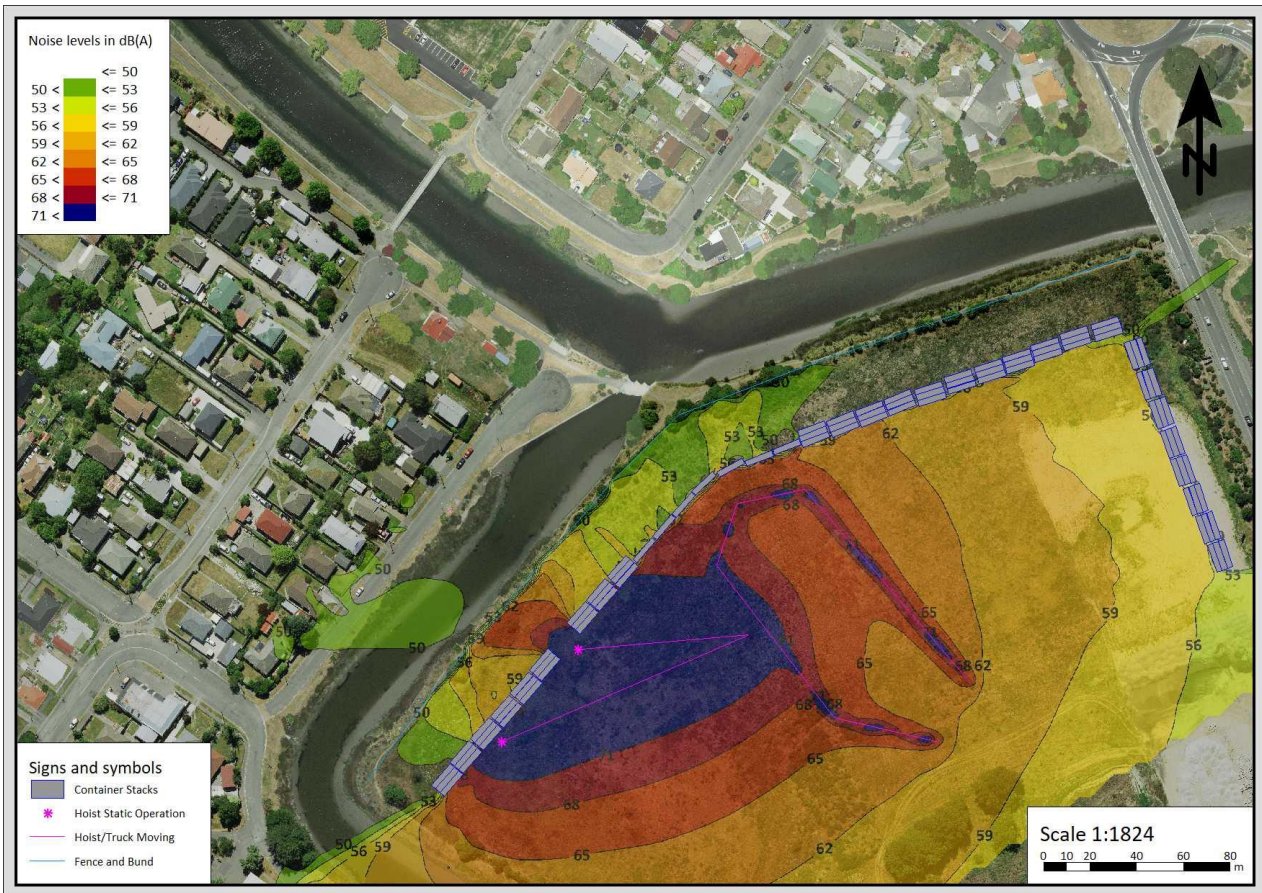 Noise levels in dB(A)
<= 50
50 < <= 53
53 < <= 56
56 < <= 59
59 < <= 62
62 < <= 65
65 < <= 68
68 < <= 71
71 <
N
50
59
53
53
50
62
53
68
68
50
65
50
50
65
58 62
59
53
56
56
59
50
68
68
65
68
53
50
56
59
65
62
59
Signs and symbols
Container Stacks
Hoist Static Operation
Hoist/Truck Moving
Fence and Bund
Scale 1:1824
0 10 20 40 60 80
m